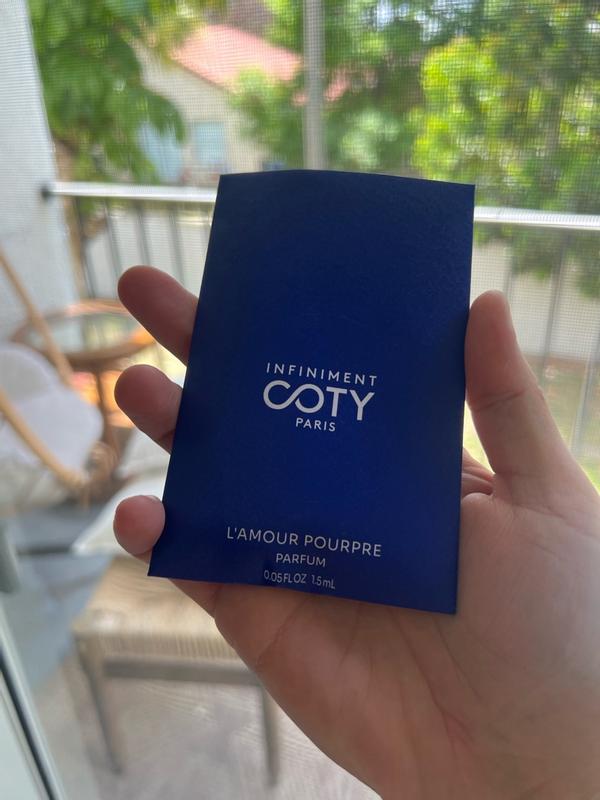 INFINIMENT
COTY
PARIS
L'AMOUR POURPRE
PARFUM
0.05 FL OZ 1.5 mL